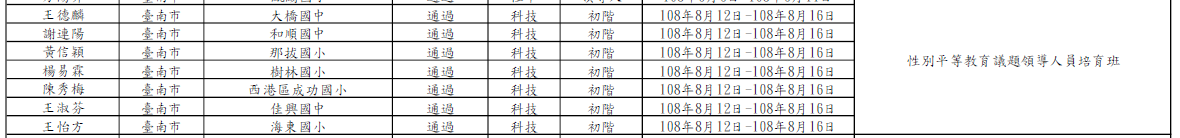 王德麟 臺南市 大橋國中 通過 科技 初階 108年8月12日-108年8月16日
謝連陽 臺南市 和順國中 通過 科技 初階 108年8月12日-108年8月16日
黃信穎 臺南市 那拔國小 通過 科技 初階 108年8月12日-108年8月16日
性別平等教育議題領導人員培育班
楊易霖 臺南市 樹林國小 通過 科技 初階 108年8月12日-108年8月16日
陳秀梅 臺南市 西港區成功國小 通過 科技 初階 108年8月12日-108年8月16日
王淑芬 臺南市 佳興國中 通過 科技 初階 108年8月12日-108年8月16日
王怡方 臺南市 海東國小 通過 科技 初階 108年8月12日-108年8月16日